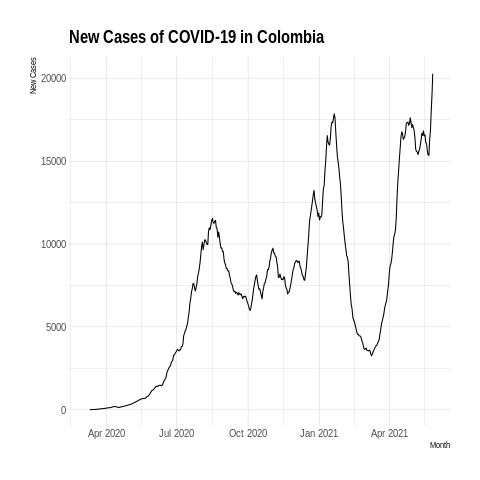 New Cases of COVID-19 in Colombia
New Cases
20000
15000
10000
5000
0
Apr 2020 Jul 2020 Oct 2020 Jan 2021 Apr 2021
Month